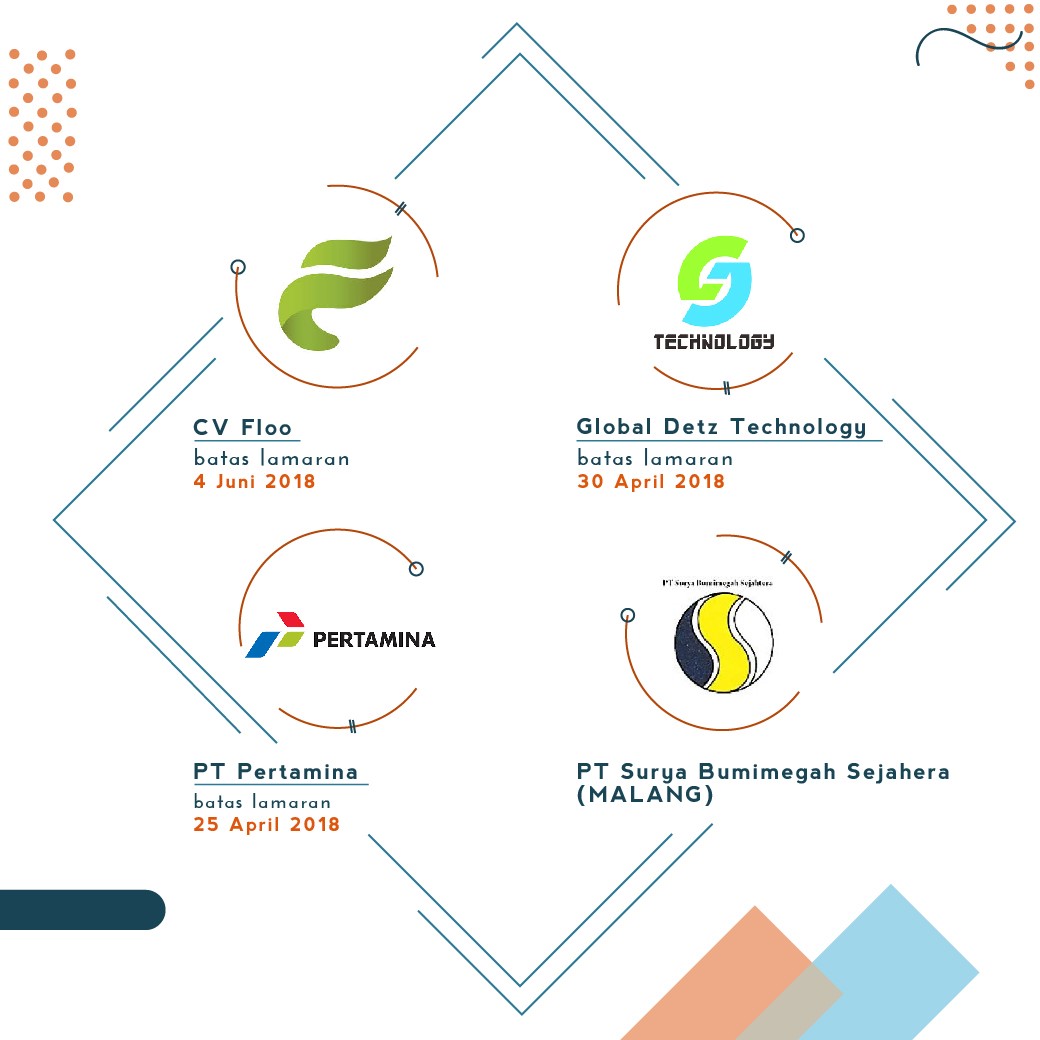 TECHNOLOGY
CV Floo
batas lamaran
4 Juni 2018
Global Detz Technology
batas lamaran
30 April 2018
PERTAMINA
PT Surya Bumimegah Sejahtera
PT Pertamina
batas lamaran
25 April 2018
PT Surya Bumimegah Sejahera
(MALANG)